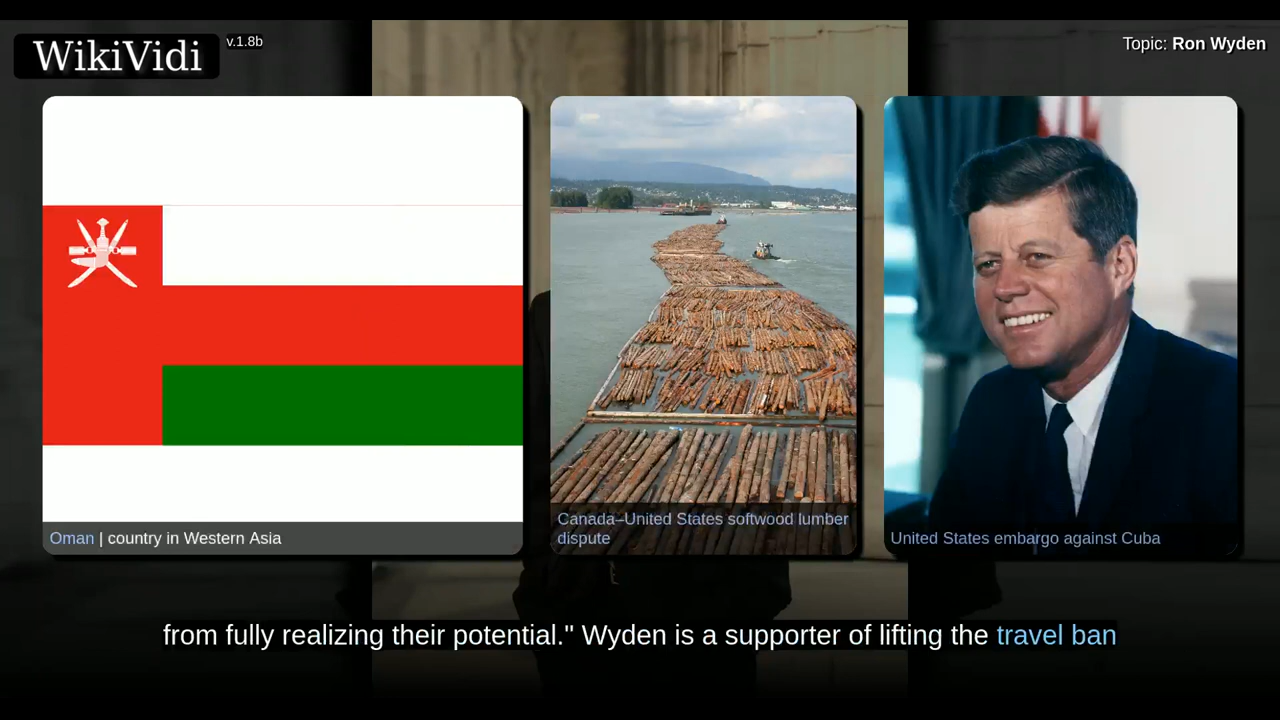 WikiVidi
v.1.8b
Topic: Ron Wyden
Oman | country in Western Asia
Canada–United States softwood lumber
dispute
United States embargo against Cuba
from fully realizing their potential." Wyden is a supporter of lifting the travel ban